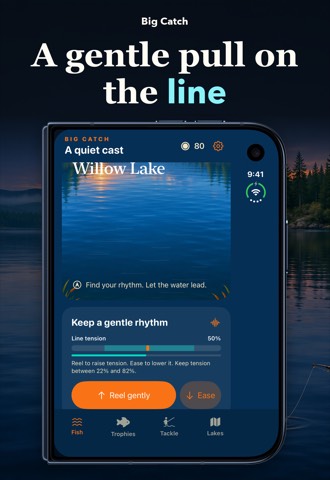 Big Catch
A gentle pull on
the line
BIG CATCH
A quiet cast
80
9:41
Willow Lake
Find your rhythm. Let the water lead.
Keep a gentle rhythm
Line tension
50%
Reel to raise tension. Ease to lower it. Keep tension
between 22% and 82%.
↑ Reel gently
↓ Ease
Fish
Trophies
Tackle
Lakes